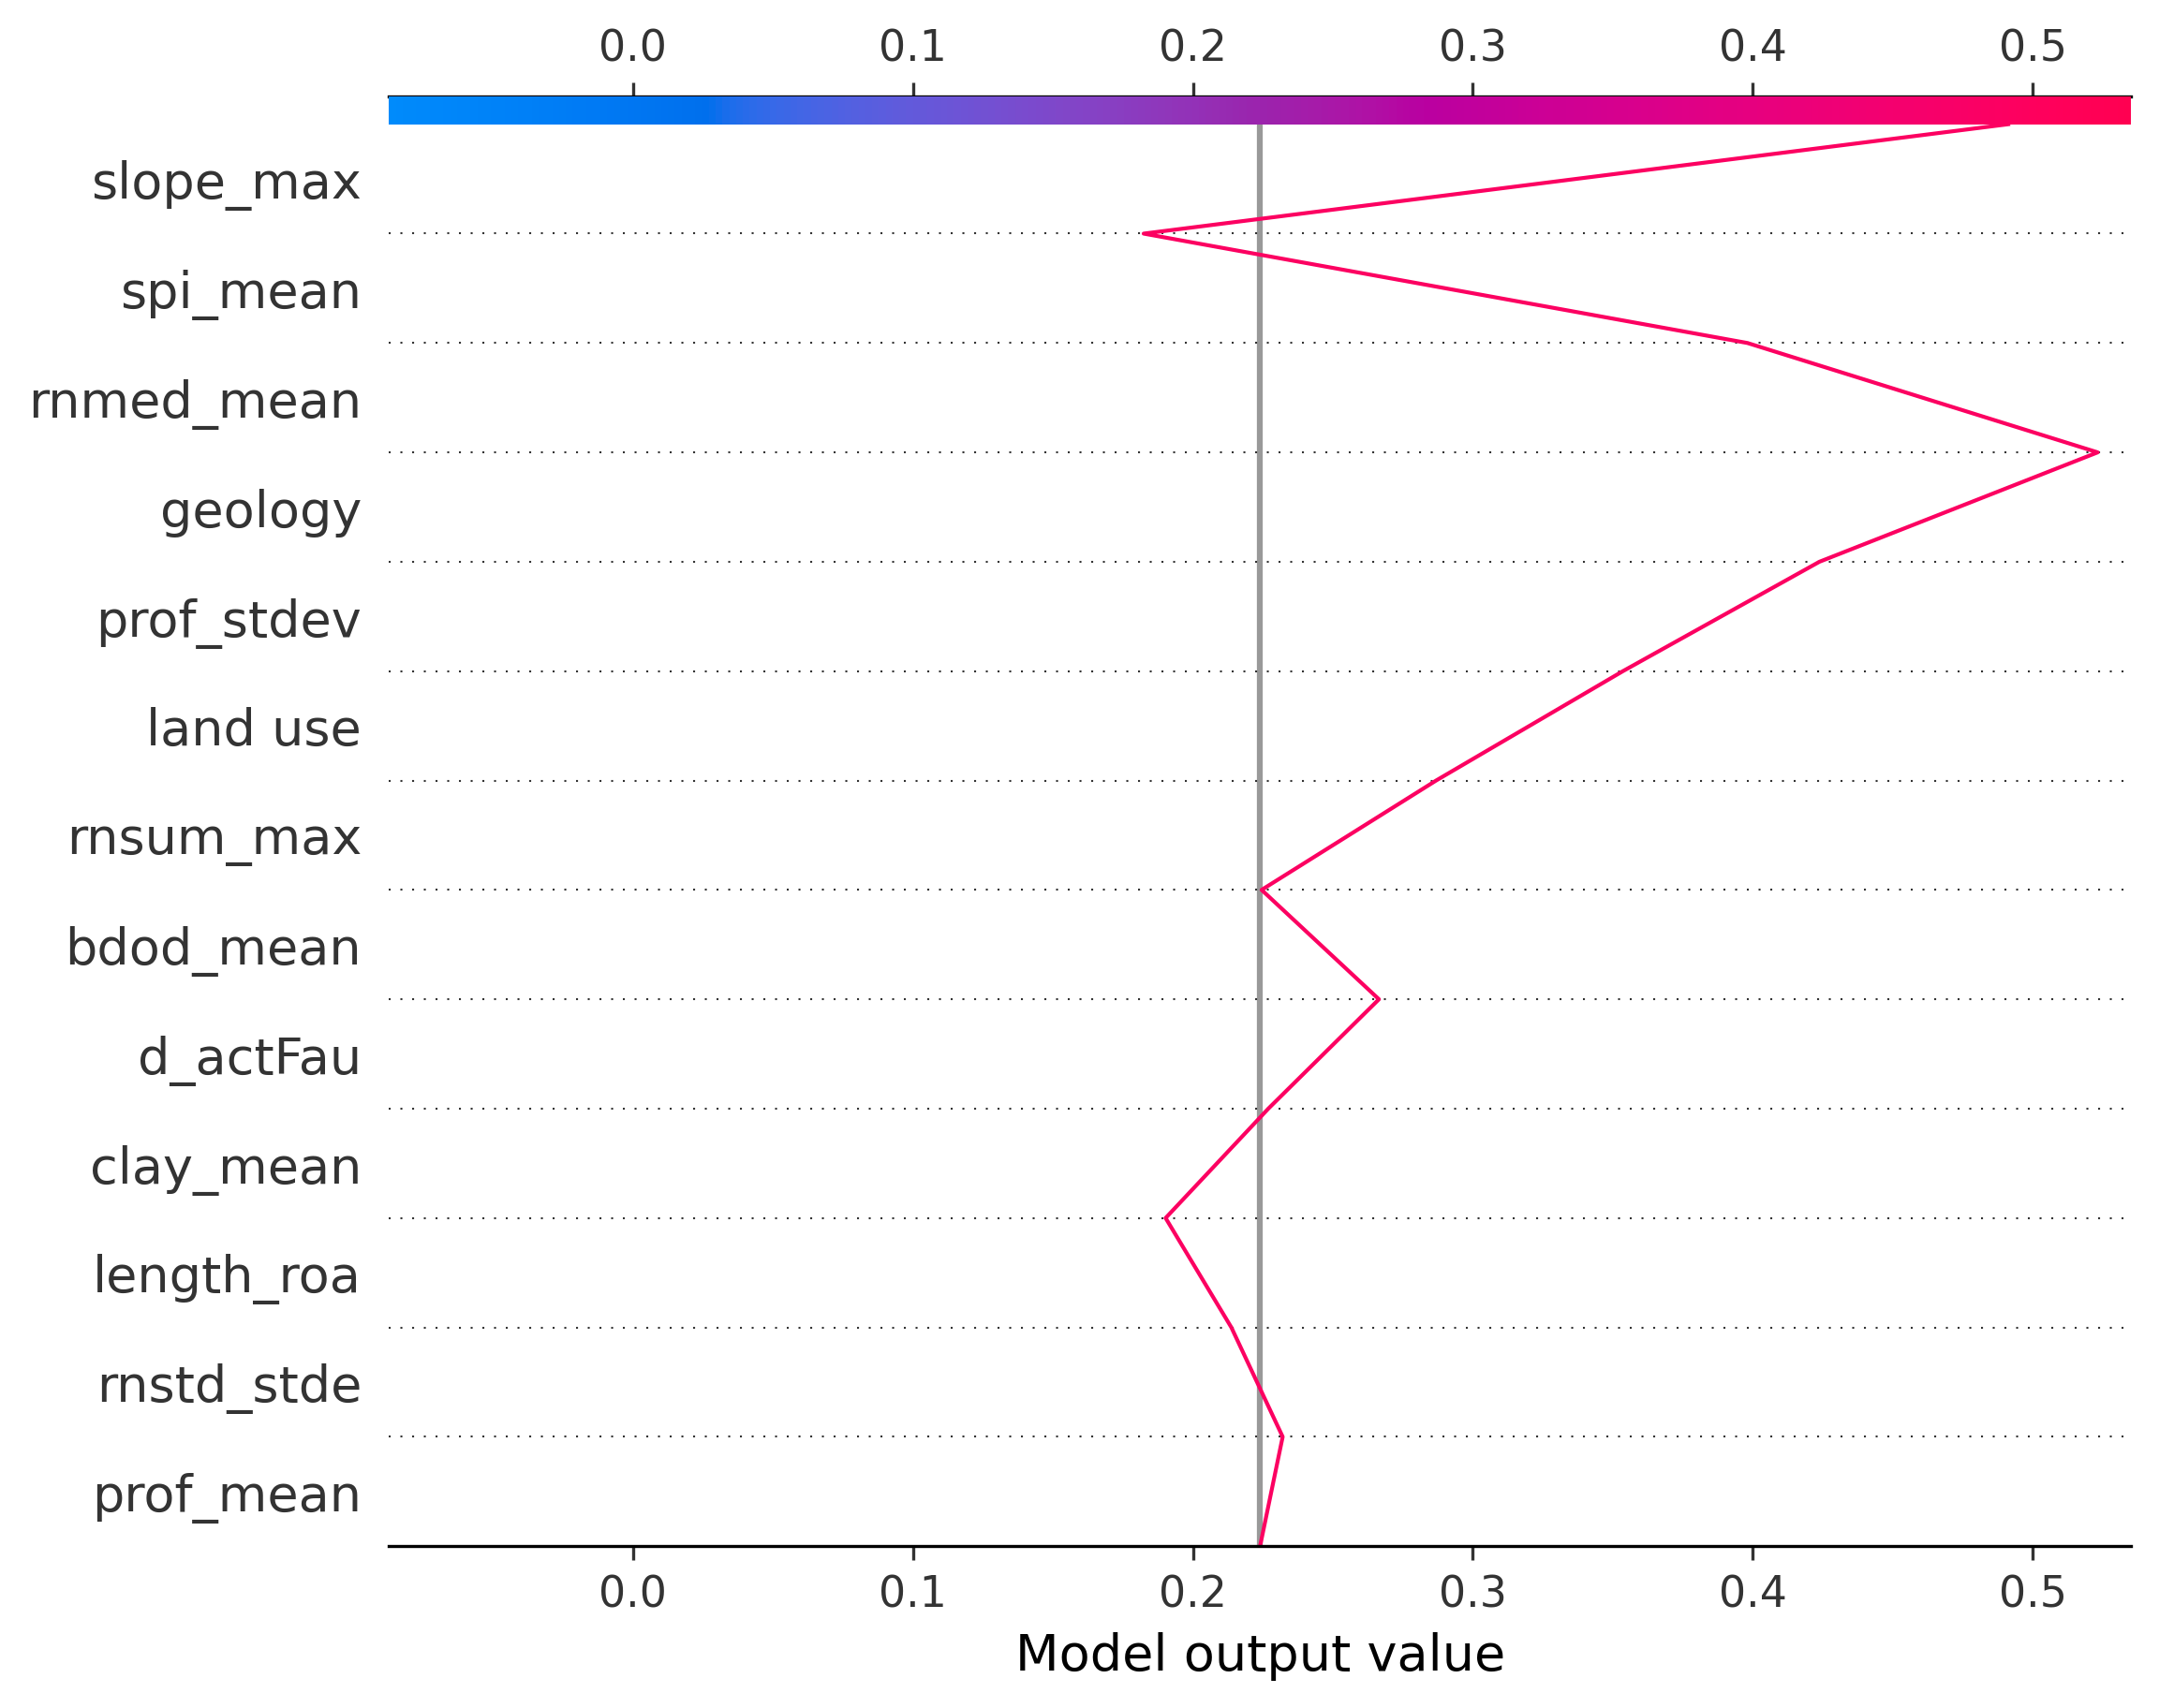 0.0 0.1 0.2 0.3 0.4 0.5
slope_max
spi_mean
rnmed_mean
geology
prof_stdev
land use
rnsum_max
bdod_mean
d_actFau
clay_mean
length_roa
rnstd_stde
prof_mean
0.0 0.1 0.2 0.3 0.4 0.5
Model output value